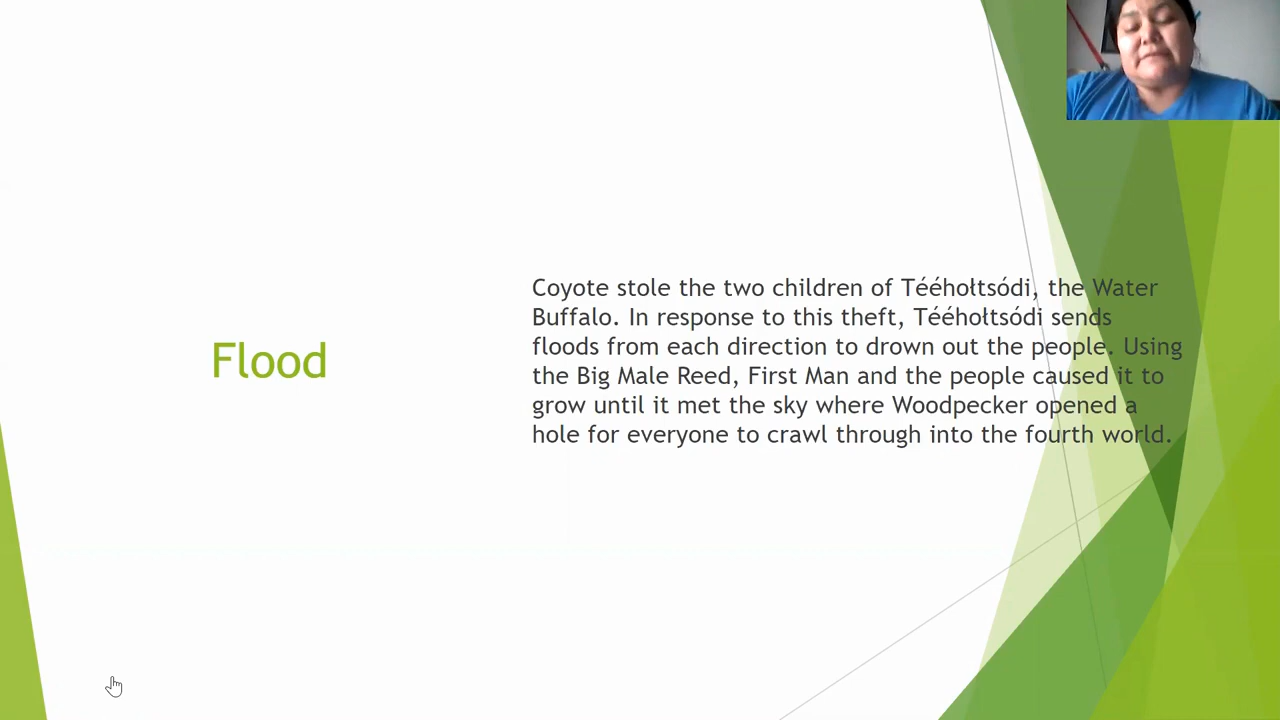 Flood
Coyote stole the two children of Tééhołtsódi, the Water
Buffalo. In response to this theft, Tééhołtsódi sends
floods from each direction to drown out the people. Using
the Big Male Reed, First Man and the people caused it to
grow until it met the sky where Woodpecker opened a
hole for everyone to crawl through into the fourth world.